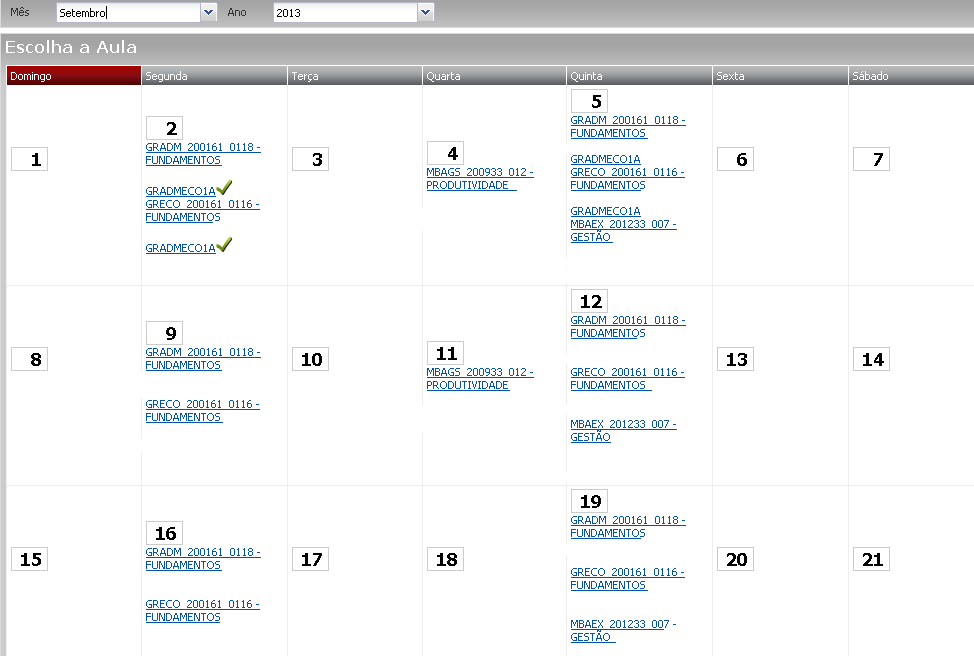 Mês Setembro Ano 2013
Escolha a Aula
Domingo Segunda Terça Quarta Quinta Sexta Sábado
1
2
GRADM_200161_0118 -
FUNDAMENTOS
GRADMECO1A
GRECO_200161_0116 -
FUNDAMENTOS
GRADMECO1A
3
4
MBAGS_200933_012 -
PRODUTIVIDADE
5
GRADM_200161_0118 -
FUNDAMENTOS
GRADMECO1A
GRECO_200161_0116 -
FUNDAMENTOS
GRADMECO1A
MBAEX_201233_007 -
GESTÃO
6
7
8
9
GRADM_200161_0118 -
FUNDAMENTOS
GRECO_200161_0116 -
FUNDAMENTOS
10
11
MBAGS_200933_012 -
PRODUTIVIDADE
12
GRADM_200161_0118 -
FUNDAMENTOS
GRECO_200161_0116 -
FUNDAMENTOS
MBAEX_201233_007 -
GESTÃO
13
14
15
16
GRADM_200161_0118 -
FUNDAMENTOS
GRECO_200161_0116 -
FUNDAMENTOS
17
18
19
GRADM_200161_0118 -
FUNDAMENTOS
GRECO_200161_0116 -
FUNDAMENTOS
MBAEX_201233_007 -
GESTÃO
20
21